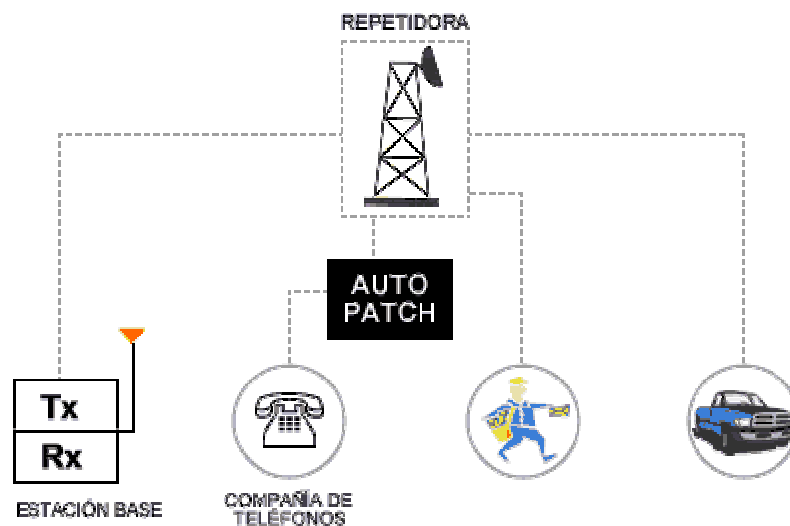 REPETIDORA
AUTO
PATCH
Tx
Rx
ESTACIÓN BASE
COMPAÑÍA DE
TELÉFONOS